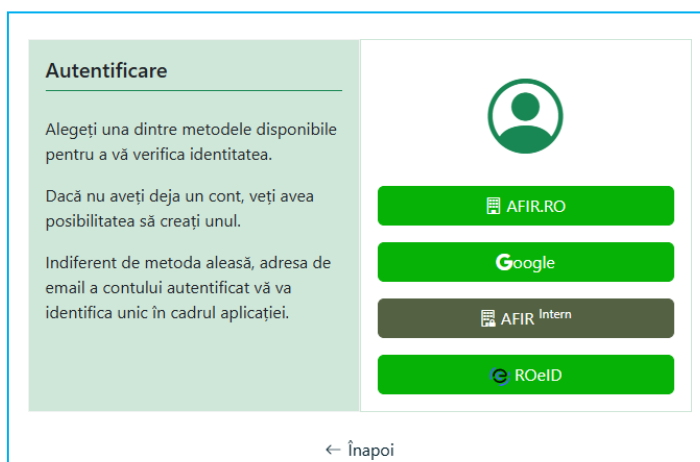 Autentificare
Alegeți una dintre metodele disponibile
pentru a vă verifica identitatea.
Dacă nu aveți deja un cont, veți avea
posibilitatea să creați unul.
Indiferent de metoda aleasă, adresa de
email a contului autentificat vă va
identifica unic în cadrul aplicației.
AFIR.RO
Google
AFIR Intern
ROeID
← Înapoi